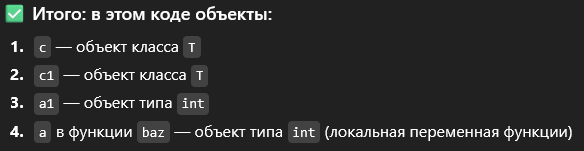 ✅ Итого: в этом коде объекты:
1. c — объект класса T
2. c1 — объект класса T
3. a1 — объект типа int
4. a в функции baz — объект типа int (локальная переменная функции)